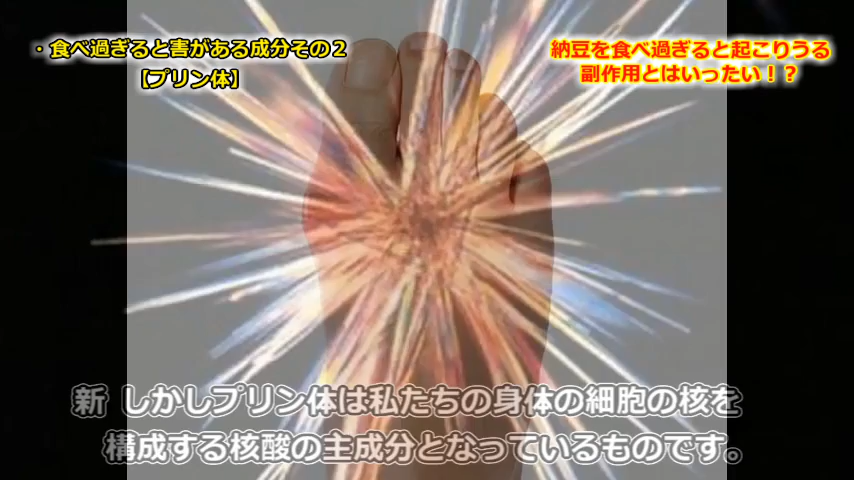 ・食べ過ぎると害がある成分その２
【プリン体】
納豆を食べ過ぎると起こりうる
副作用とはいったい！？
新 しかしプリン体は私たちの身体の細胞の核を
構成する核酸の主成分となっているものです。